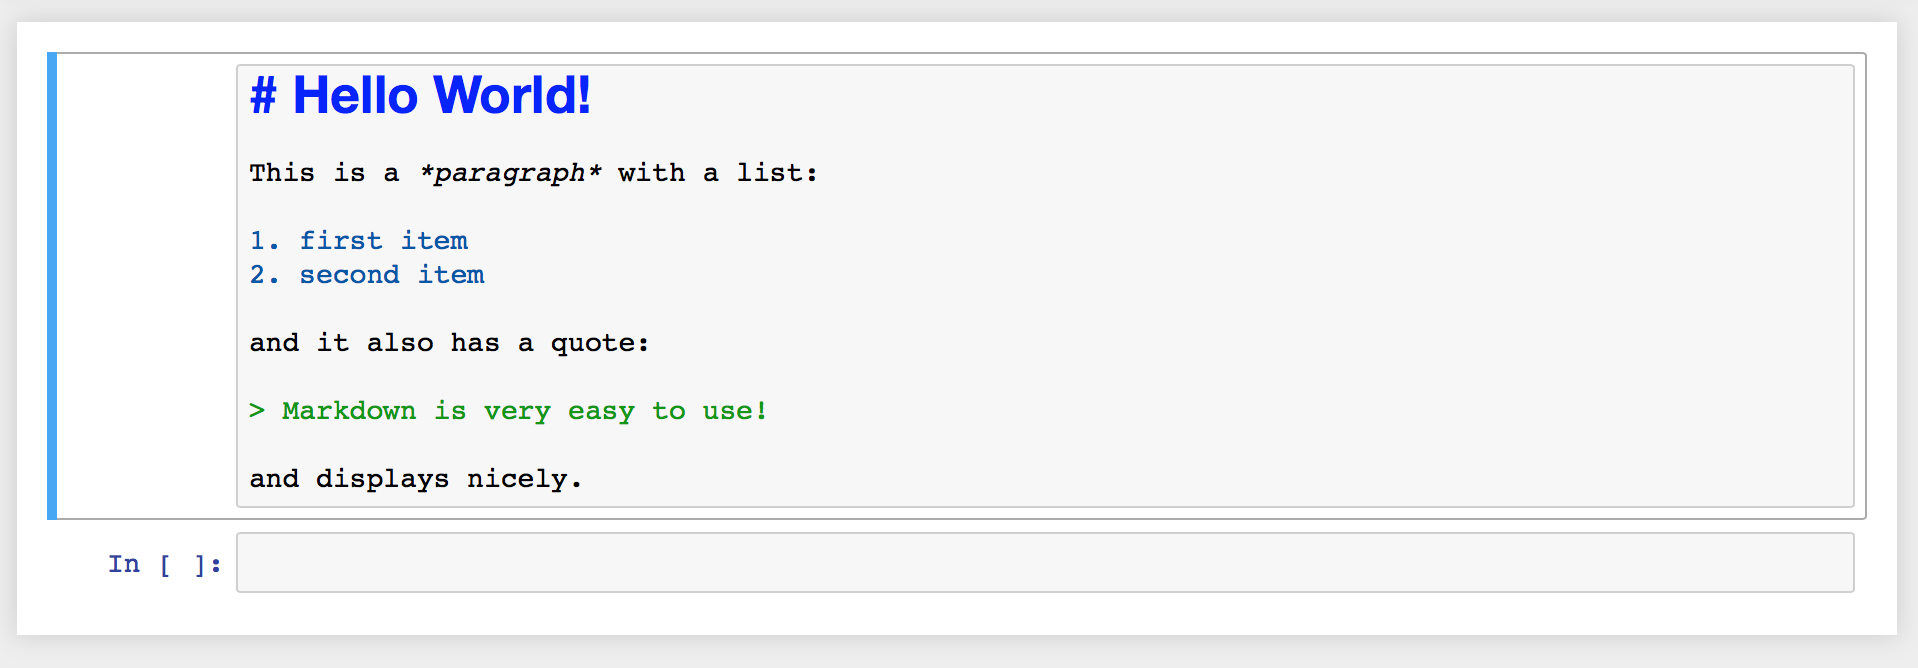 # Hello World!
This is a *paragraph* with a list:
1. first item
2. second item
and it also has a quote:
> Markdown is very easy to use!
and displays nicely.
In [ ]: